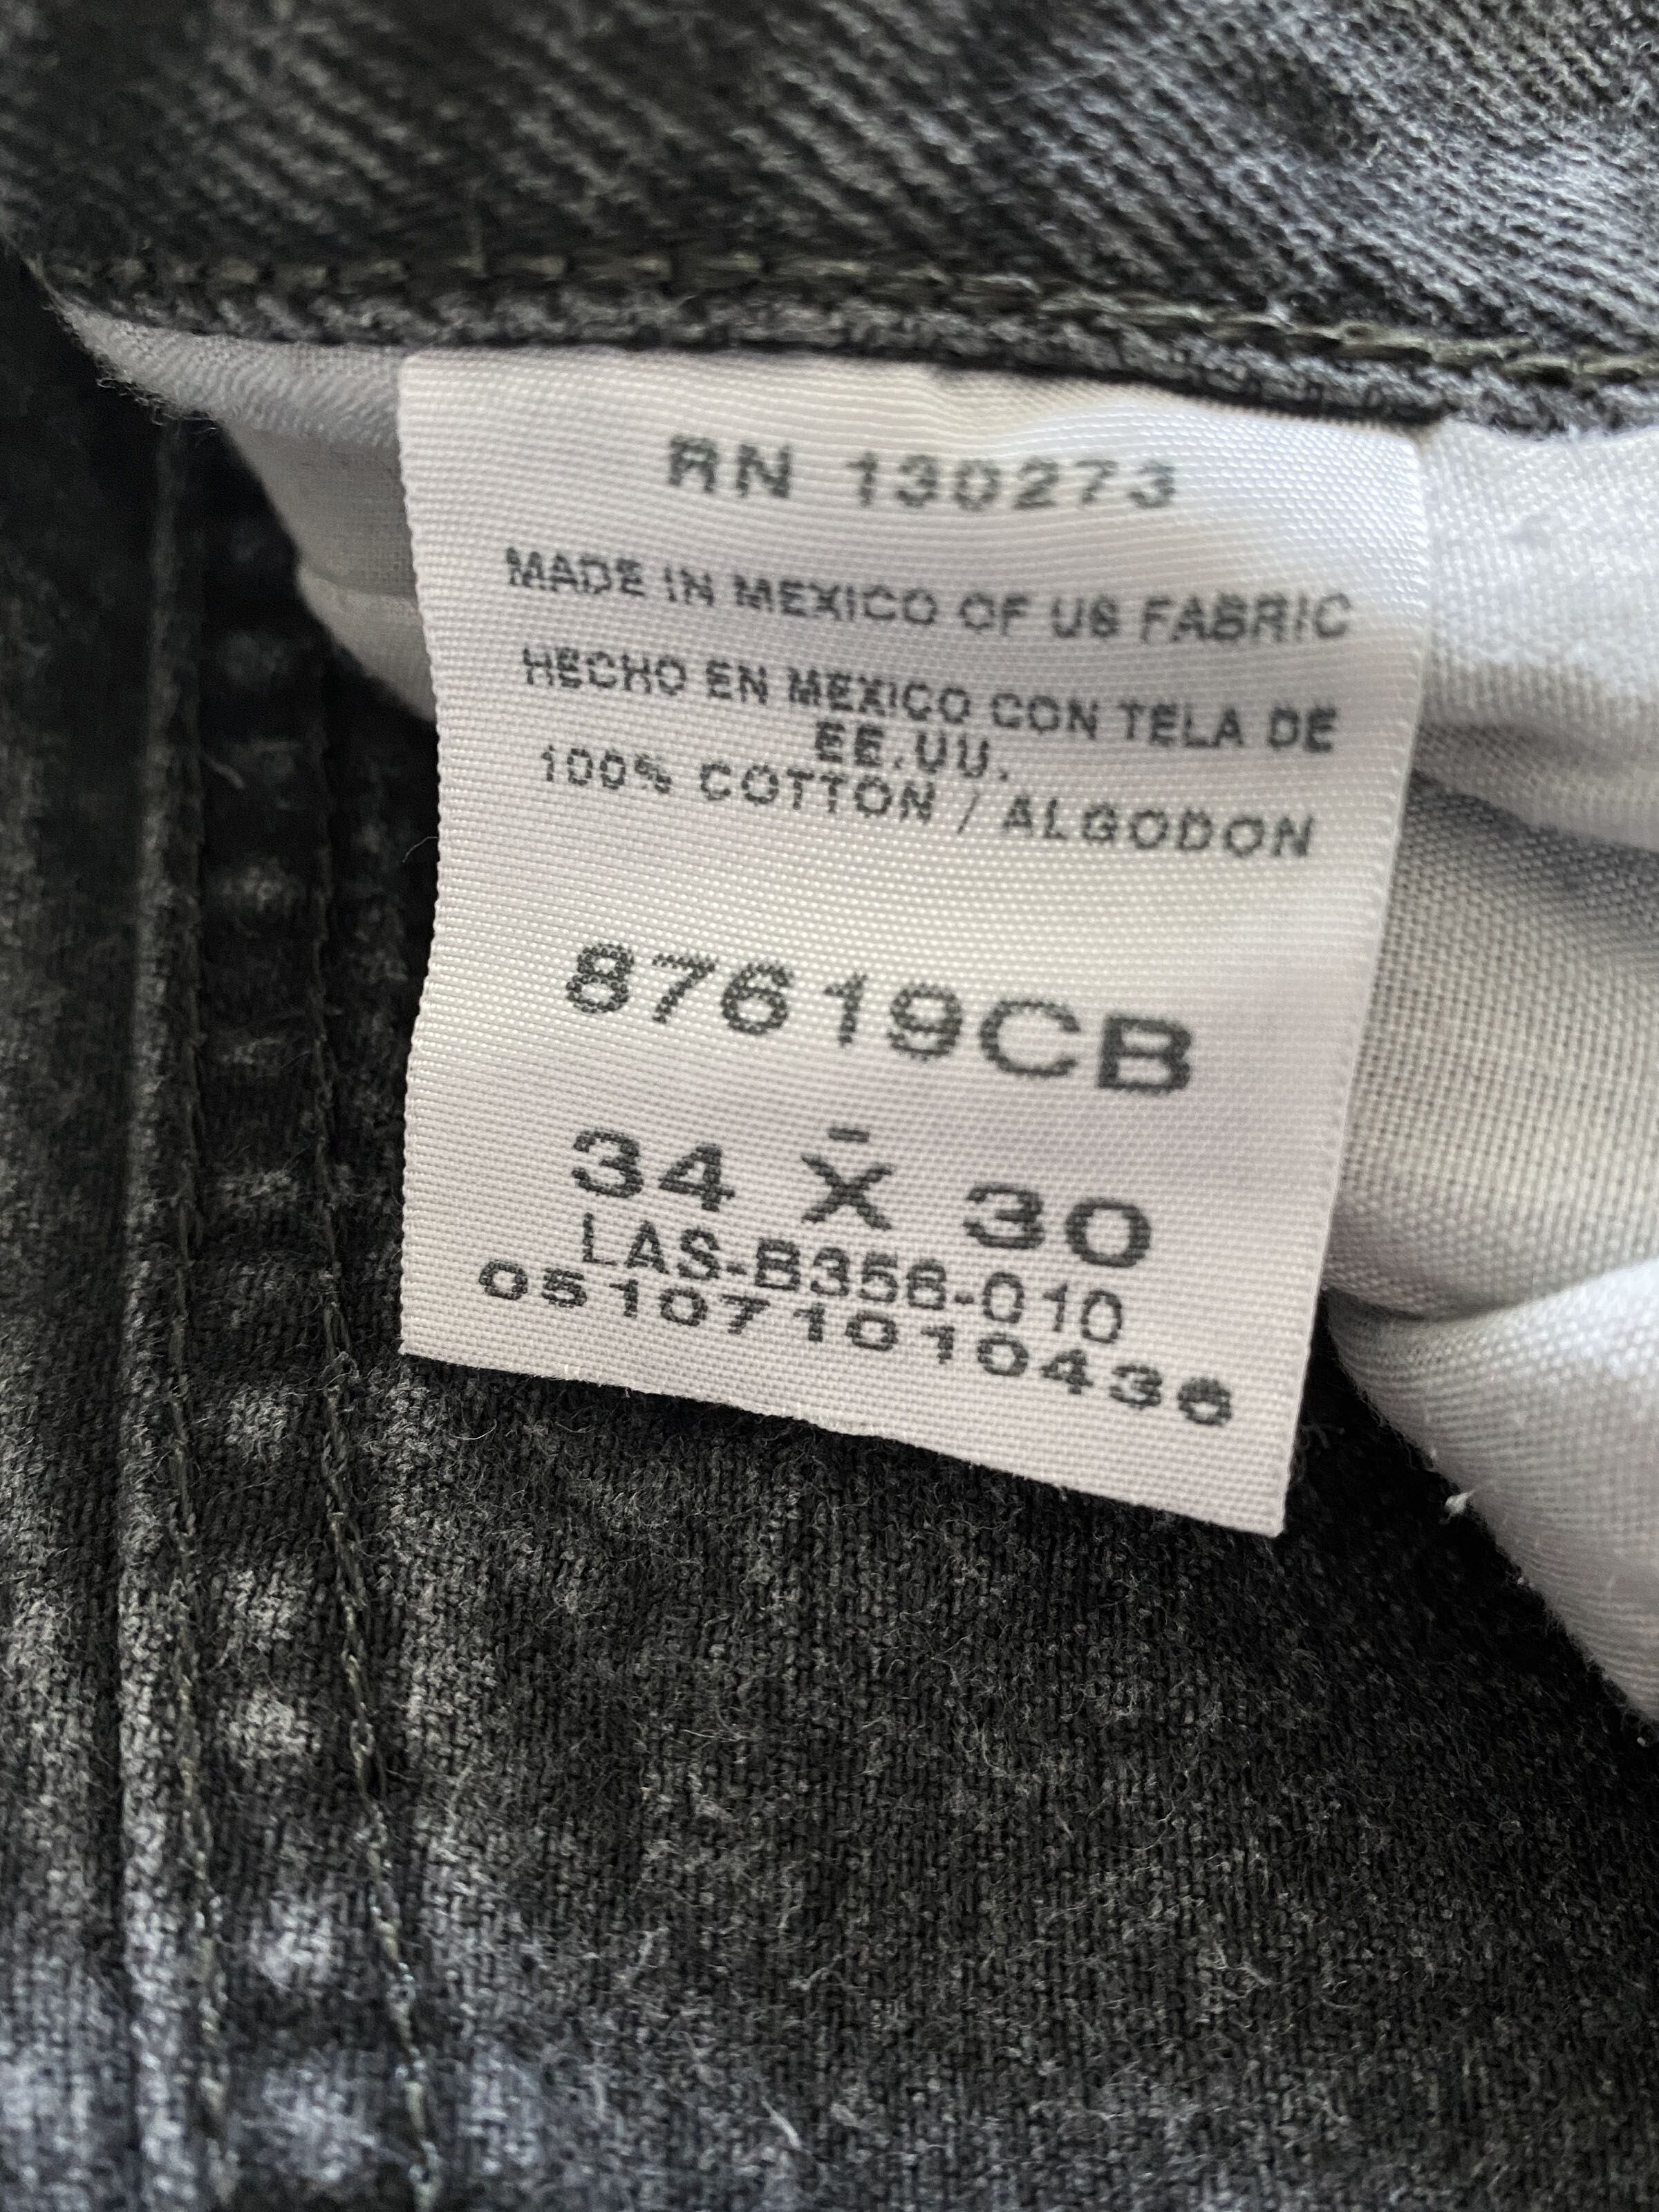 RN 130273
MADE IN MEXICO OF US FABRIC
HECHO EN MEXICO CON TELA DE
EE.UU.
100% COTTON / ALGODON
87619CB
-
34 X 30
LAS-B356-010
051071010436